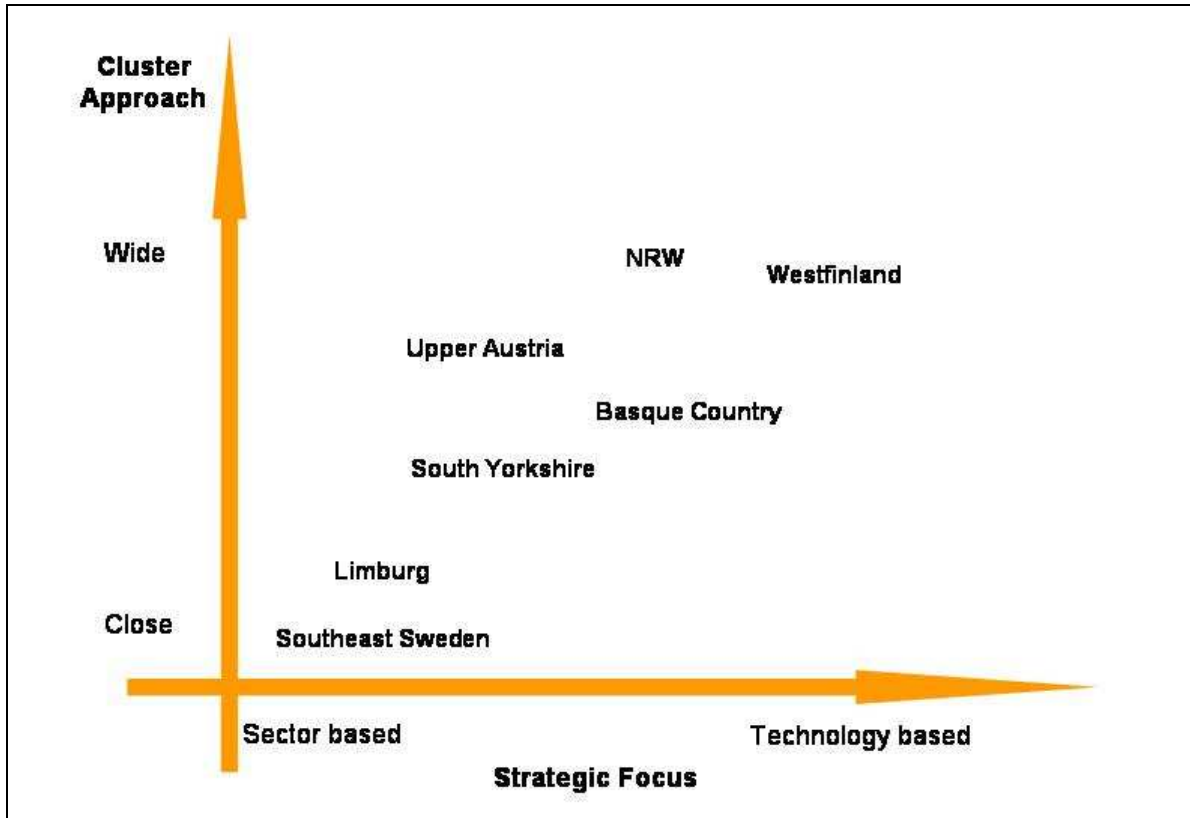 Cluster
Approach
Wide
NRW
Westfinland
Upper Austria
Basque Country
South Yorkshire
Limburg
Close
Southeast Sweden
Sector based
Technology based
Strategic Focus